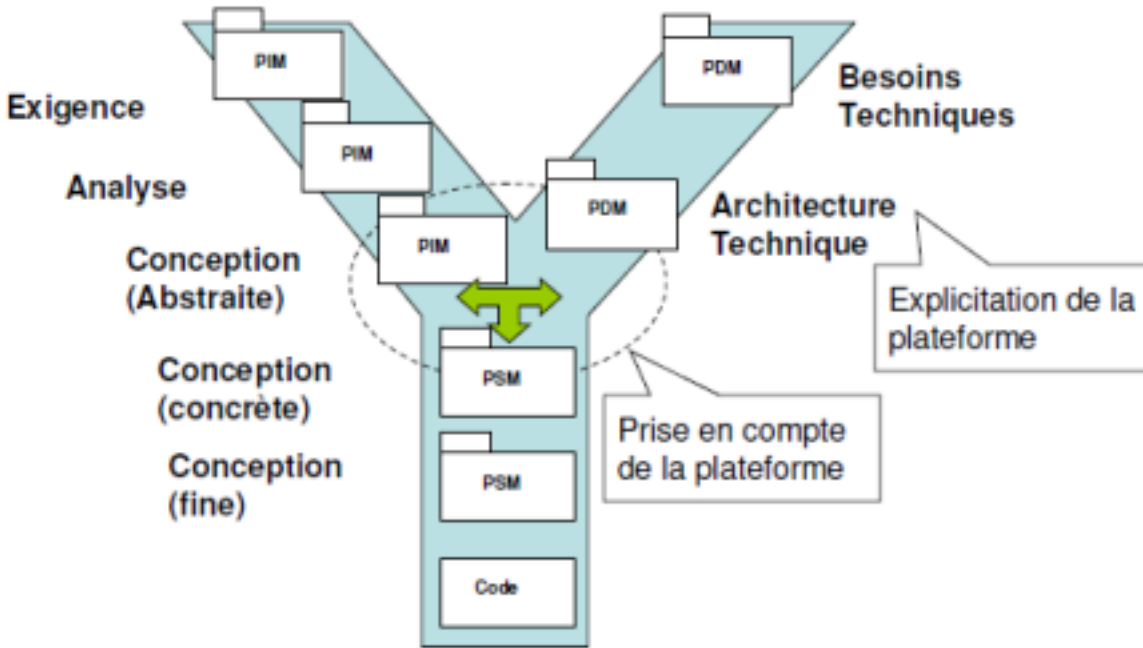 PIM
PDM
Besoins
Techniques
Exigence
PIM
Analyse
PDM
Architecture
Technique
PIM
Conception
(Abstraite)
Explicitation de la
plateforme
Conception
(concrète)
PSM
Prise en compte
de la plateforme
Conception
(fine)
PSM
Code